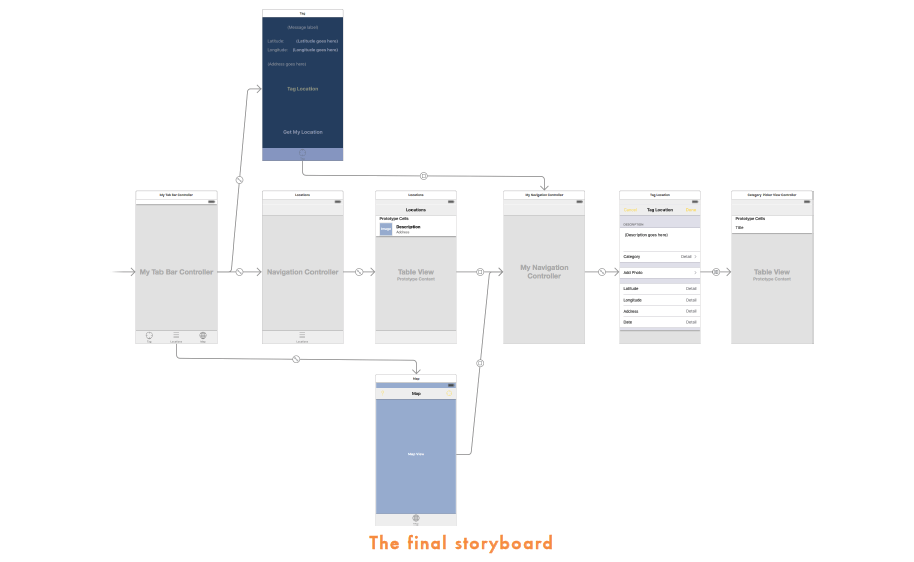 Tag
(Message label)
Latitude: (Latitude goes here)
Longitude: (Longitude goes here)
(Address goes here)
Tag Location
Get My Location
My Tab Bar Controller
My Tab Bar Controller
Tag Locations Map
Locations
Navigation Controller
Locations
Locations
Locations
Prototype Cells
Image
Description
Address
Table View
Prototype Content
My Navigation Controller
My Navigation
Controller
Tag Location
Cancel Tag Location Done
DESCRIPTION
(Description goes here)
Category Detail
Add Photo
Latitude Detail
Longitude Detail
Address Detail
Date Detail
Category Picker View Controller
Prototype Cells
Title
Table View
Prototype Content
Map
Map
Map View
The final storyboard